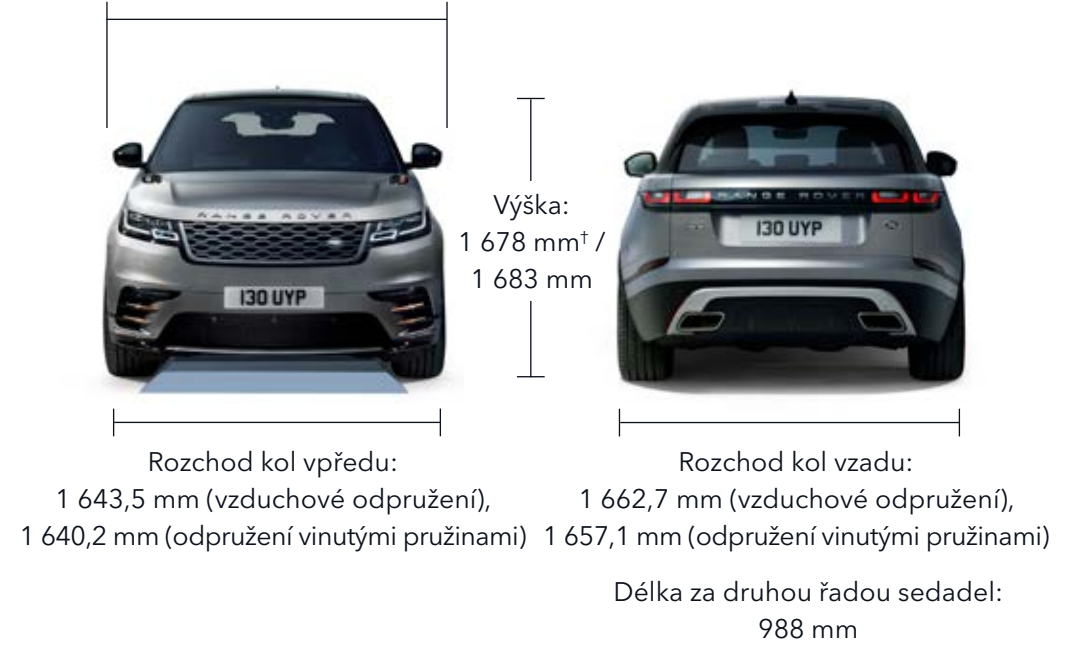 RANGE ROVER
130 UYP
RANGE ROVER
130 UYP
Výška:
1 678 mm† /
1 683 mm
Rozchod kol vpředu:
1 643,5 mm (vzduchové odpružení),
1 640,2 mm (odpružení vinutými pružinami)
Rozchod kol vzadu:
1 662,7 mm (vzduchové odpružení),
1 657,1 mm (odpružení vinutými pružinami)
Délka za druhou řadou sedadel:
988 mm